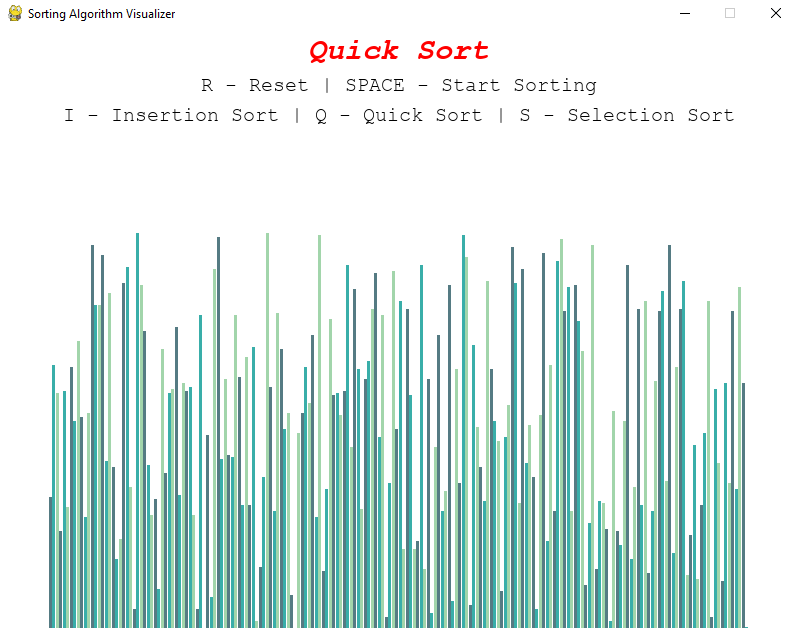 Sorting Algorithm Visualizer
Quick Sort
R - Reset | SPACE - Start Sorting
I - Insertion Sort | Q - Quick Sort | S - Selection Sort